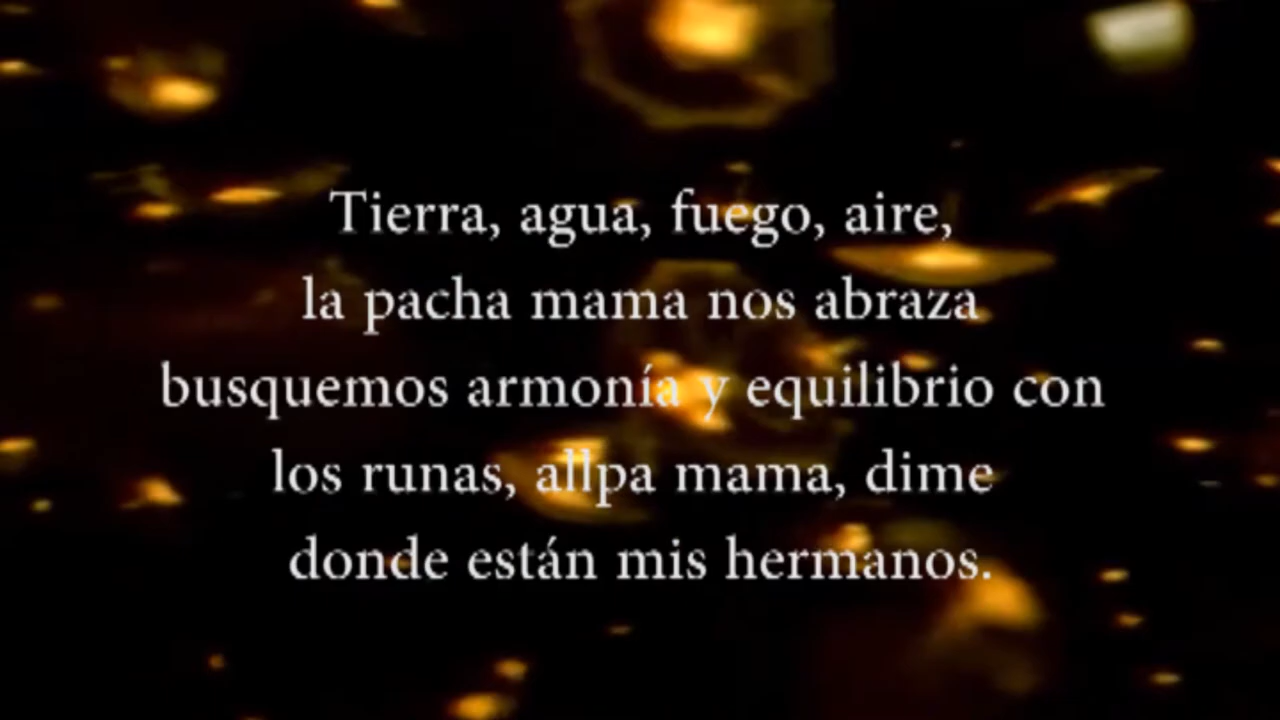 Tierra, agua, fuego, aire,
la pacha mama nos abraza
busquemos armonía y equilibrio con
los runas, allpa mama, dime
donde están mis hermanos.